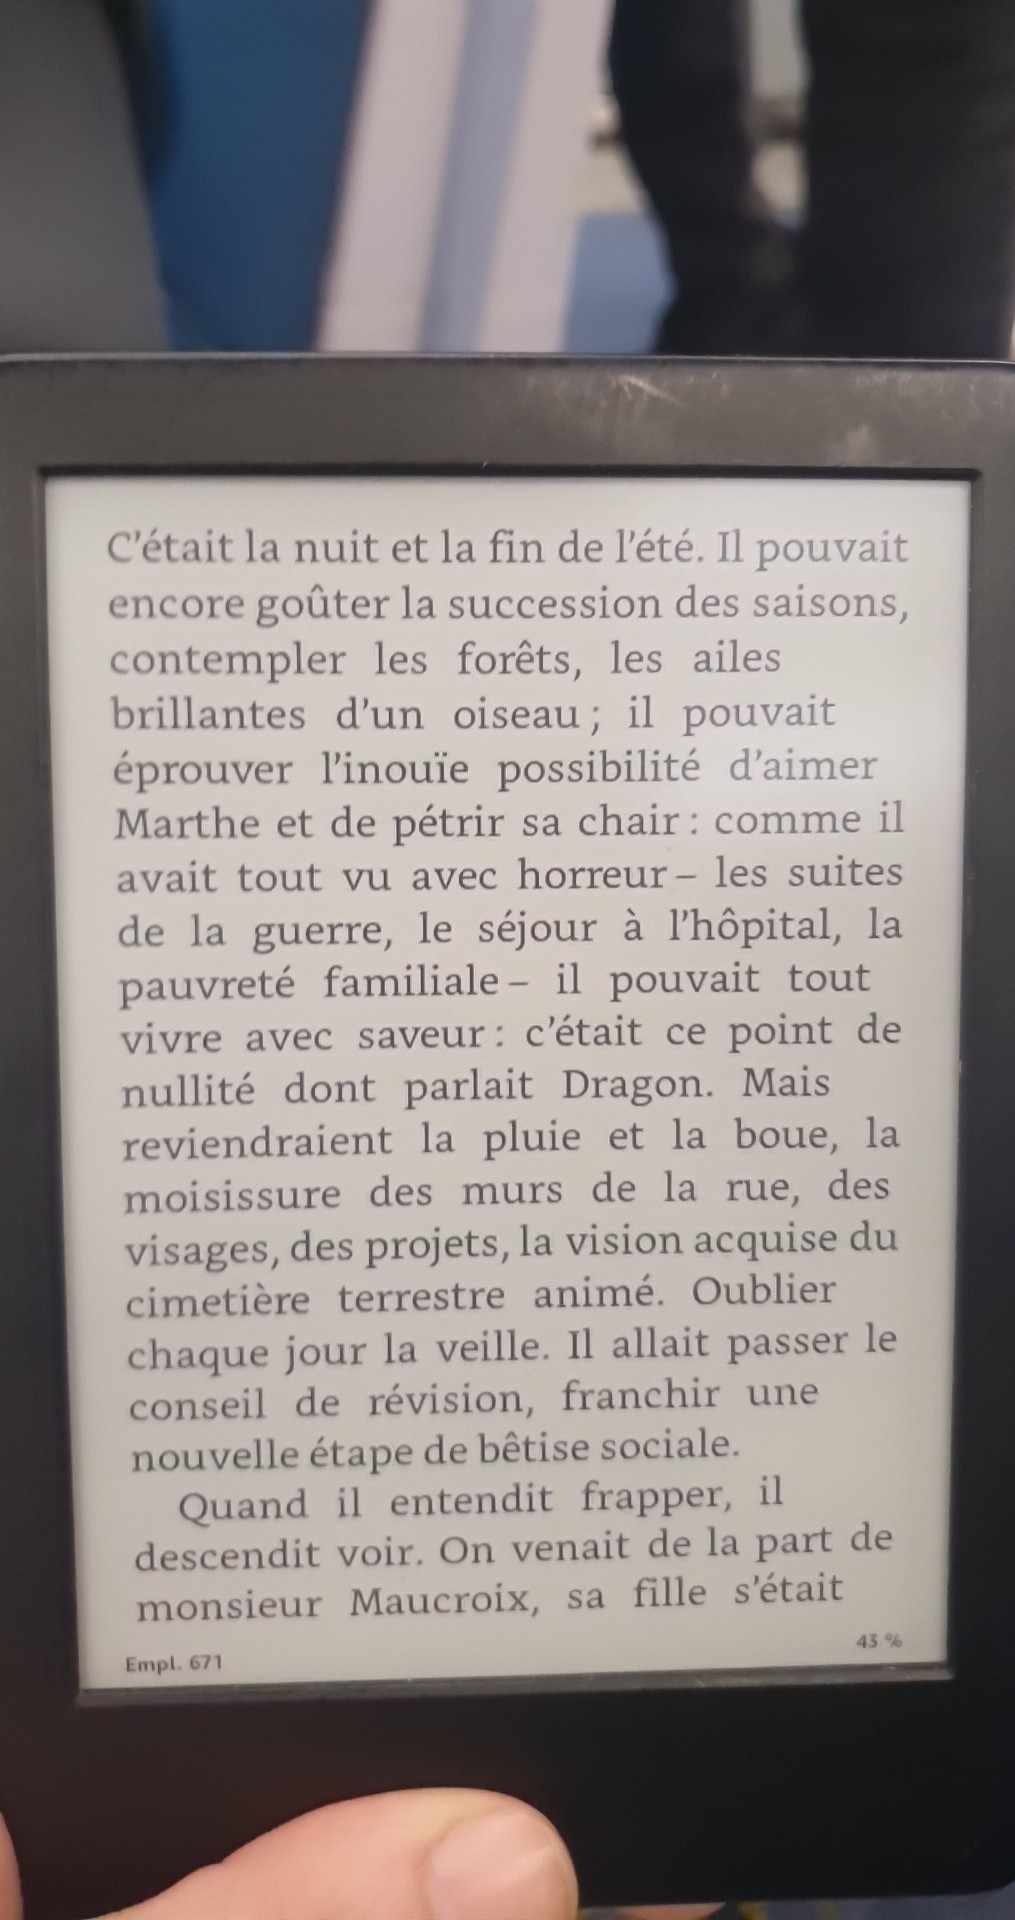 C'était la nuit et la fin de l'été. Il pouvait
encore goûter la succession des saisons,
contempler les forêts, les ailes
brillantes d'un oiseau ; il pouvait
éprouver l'inouïe possibilité d'aimer
Marthe et de pétrir sa chair : comme il
avait tout vu avec horreur – les suites
de la guerre, le séjour à l'hôpital, la
pauvreté familiale – il pouvait tout
vivre avec saveur : c'était ce point de
nullité dont parlait Dragon. Mais
reviendraient la pluie et la boue, la
moisissure des murs de la rue, des
visages, des projets, la vision acquise du
cimetière terrestre animé. Oublier
chaque jour la veille. Il allait passer le
conseil de révision, franchir une
nouvelle étape de bêtise sociale.
Quand il entendit frapper, il
descendit voir. On venait de la part de
monsieur Maucroix, sa fille s'était
Empl. 671
43 %